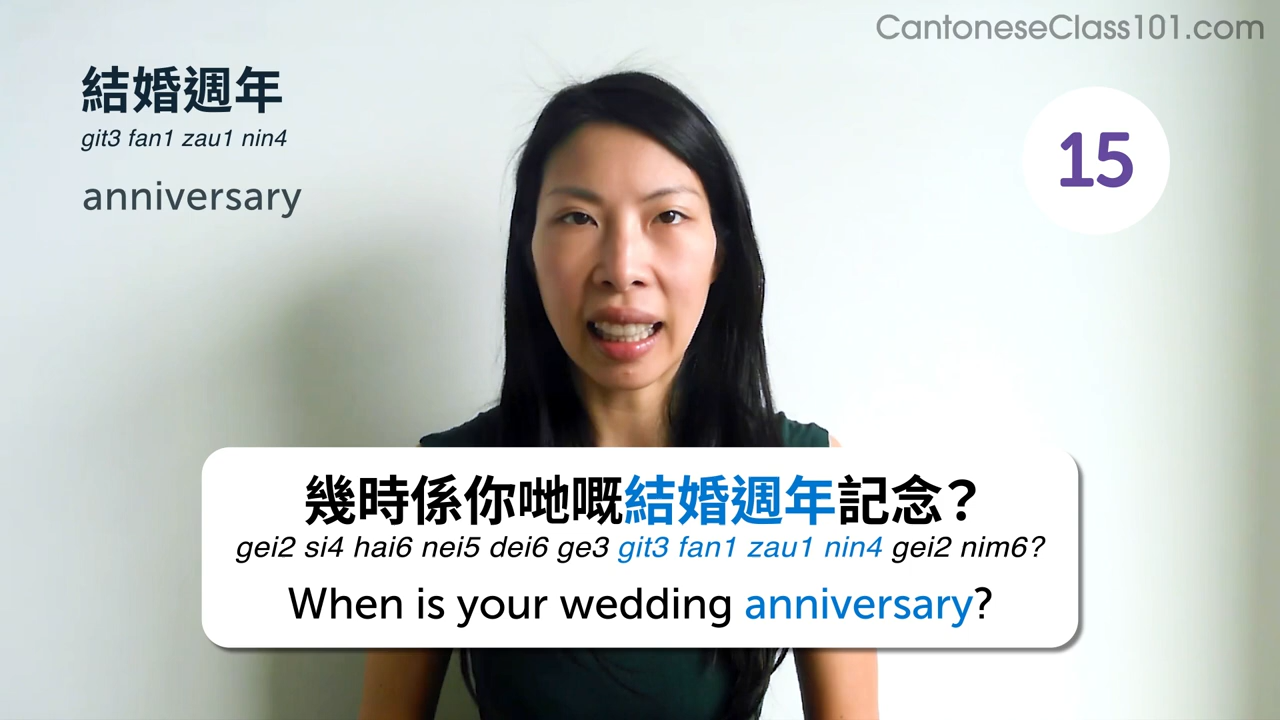 CantoneseClass101.com
結婚週年
git3 fan1 zau1 nin4
anniversary
15
幾時係你哋嘅結婚週年記念？
gei2 si4 hai6 nei5 dei6 ge3 git3 fan1 zau1 nin4 gei2 nim6?
When is your wedding anniversary?